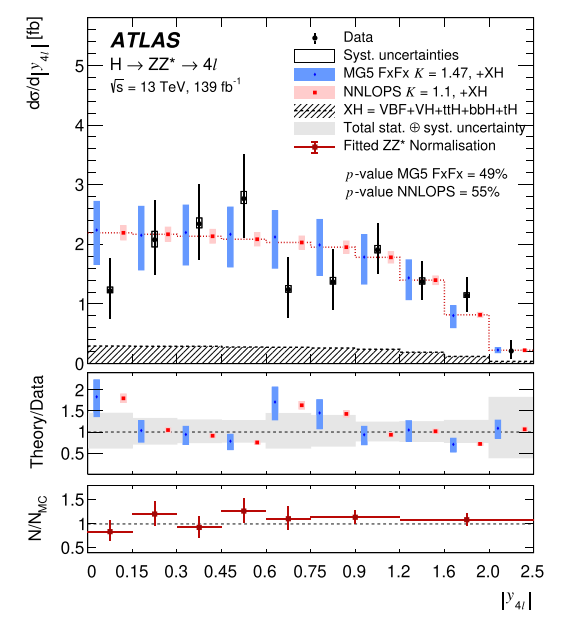 dσ/d|y4l| [fb]
5
4
3
2
1
0
ATLAS
H → ZZ* → 4l
√s = 13 TeV, 139 fb-1
Data
Syst. uncertainties
MG5 FxFx K = 1.47, +XH
NNLOPS K = 1.1, +XH
XH = VBF+VH+ttH+bbH+tH
Total stat. ⊕ syst. uncertainty
Fitted ZZ* Normalisation
p-value MG5 FxFx = 49%
p-value NNLOPS = 55%
Theory/Data
2
1.5
1
0.5
N/NMC
1.5
1
0.5
0 0.15 0.3 0.45 0.6 0.75 0.9 1.2 1.6 2.0 2.5
|y4l|